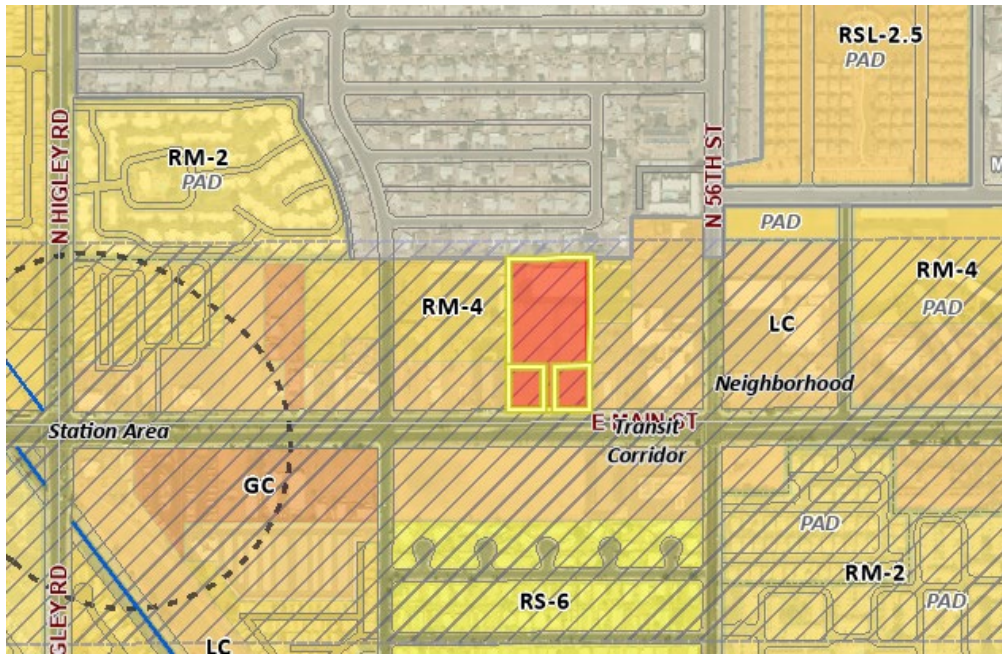 RSL-2.5
PAD
N HIGLEY RD
RM-2
PAD
N 56TH ST
M
PAD
RM-4
RM-4
PAD
LC
Neighborhood
E MAIN ST
Station Area
Transit
Corridor
GC
PAD
RM-2
PAD
RS-6
GLEY RD
LC